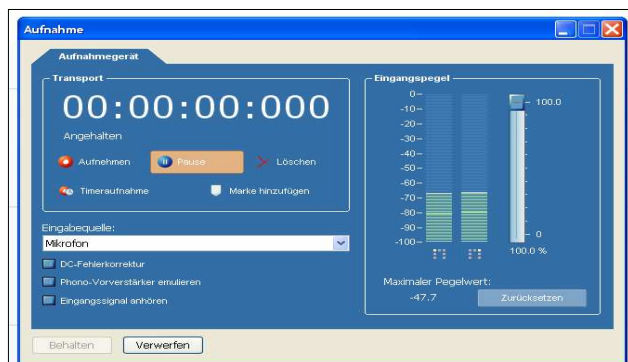 Aufnahme
Aufnahmegerät
Transport
00:00:00:000
Angehalten
Aufnehmen
Pause
Löschen
Timeraufnahme
Marke hinzufügen
Eingabequelle:
Mikrofon
DC-Fehlerkorrektur
Phono-Vorverstärker emulieren
Eingangssignal anhören
Eingangspegel
0
-10
-20
-30
-40
-50
-60
-70
-80
-90
-100
100.0
0
100.0 %
Maximaler Pegelwert:
-47.7
Zurücksetzen
Behalten
Verwerfen